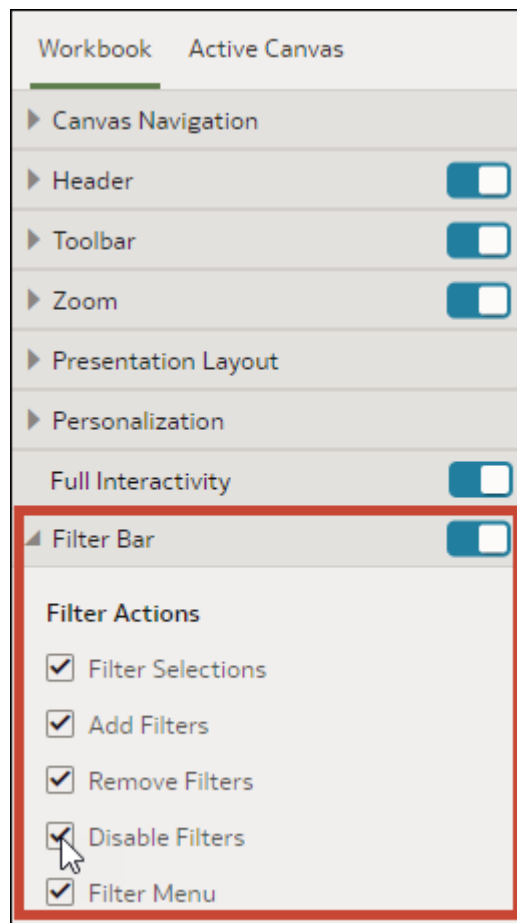 Workbook Active Canvas
Canvas Navigation
Header
Toolbar
Zoom
Presentation Layout
Personalization
Full Interactivity
Filter Bar
Filter Actions
Filter Selections
Add Filters
Remove Filters
Disable Filters
Filter Menu